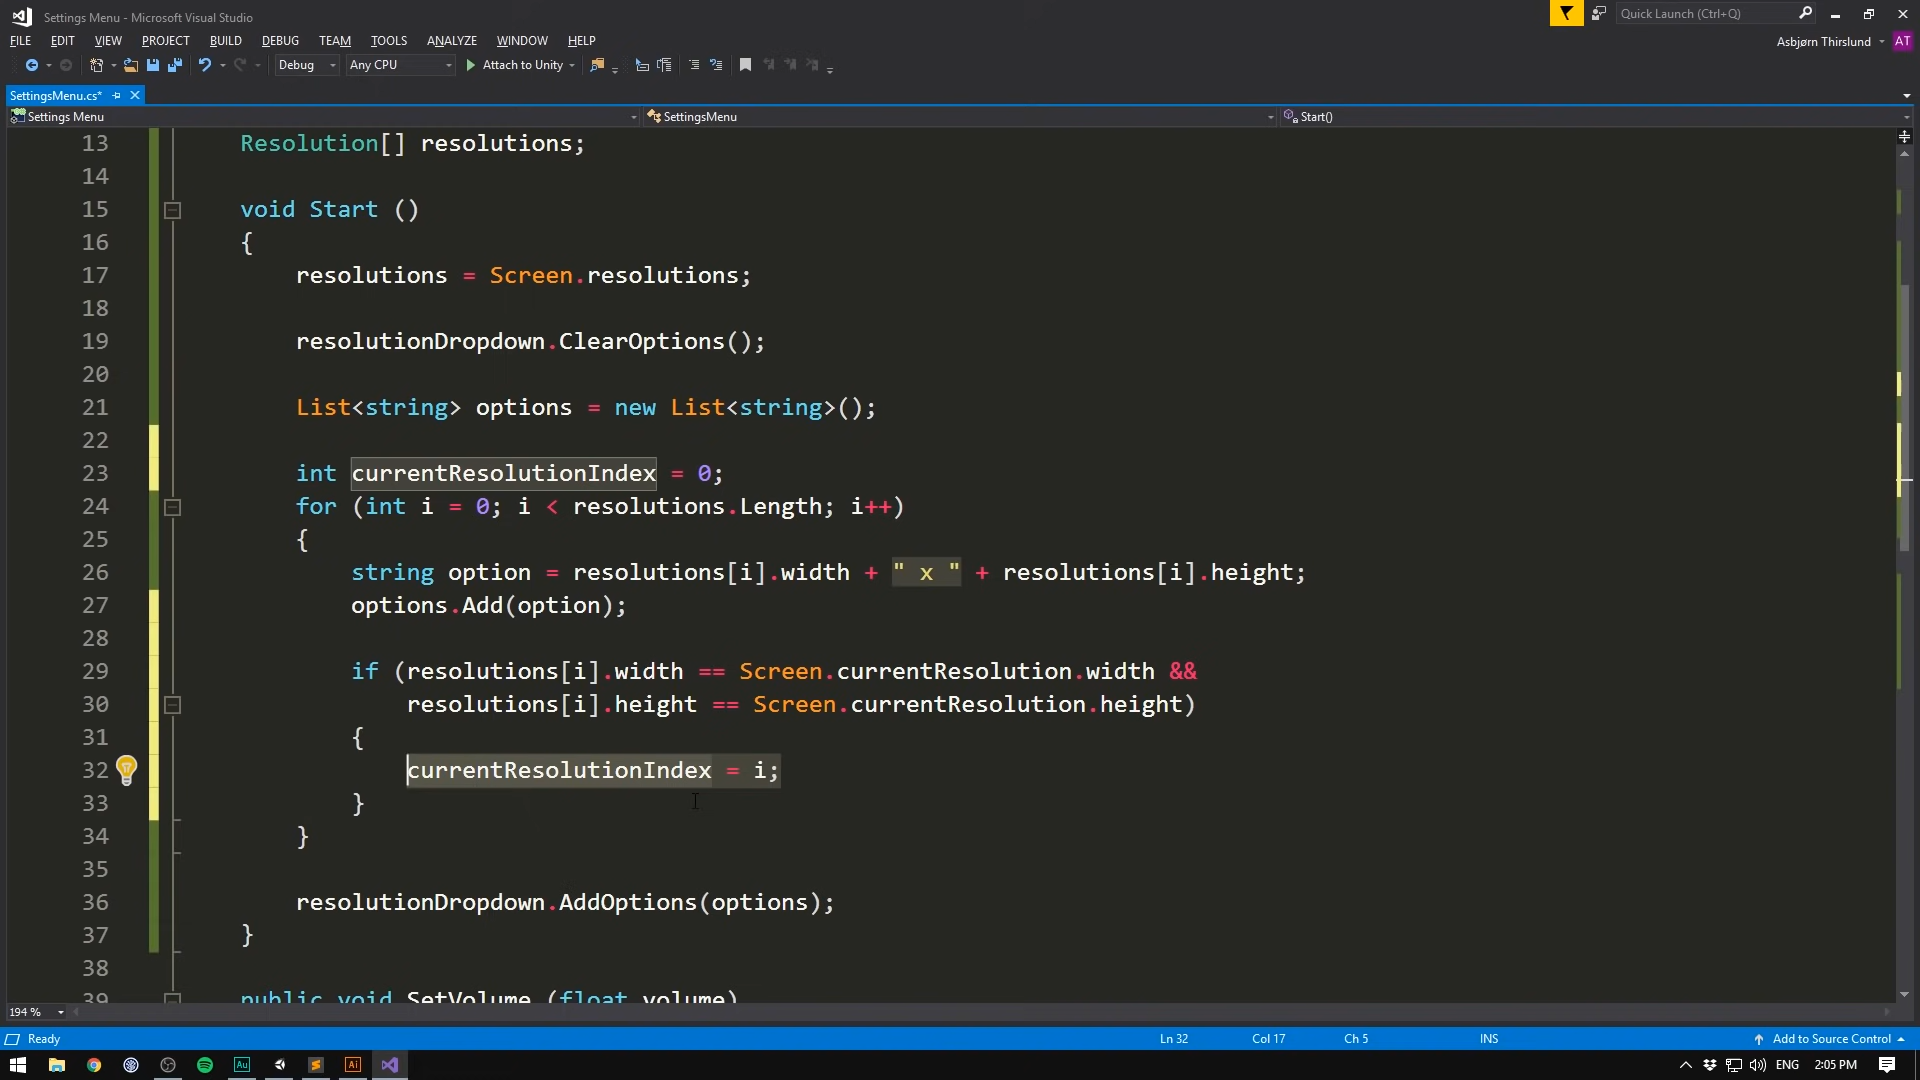 Settings Menu - Microsoft Visual Studio
Quick Launch (Ctrl+Q)
FILE EDIT VIEW PROJECT BUILD DEBUG TEAM TOOLS ANALYZE WINDOW HELP
Asbjørn Thirslund AT
Debug Any CPU Attach to Unity
SettingsMenu.cs*
Settings Menu SettingsMenu Start()
13 Resolution[] resolutions;
14
15 void Start ()
16 {
17 resolutions = Screen.resolutions;
18
19 resolutionDropdown.ClearOptions();
20
21 List<string> options = new List<string>();
22
23 int currentResolutionIndex = 0;
24 for (int i = 0; i < resolutions.Length; i++)
25 {
26 string option = resolutions[i].width + " x " + resolutions[i].height;
27 options.Add(option);
28
29 if (resolutions[i].width == Screen.currentResolution.width &&
30 resolutions[i].height == Screen.currentResolution.height)
31 {
32 currentResolutionIndex = i;
33 }
34 }
35
36 resolutionDropdown.AddOptions(options);
37 }
38
39 public void SetVolume (float volume)
194 %
Ready Ln 32 Col 17 Ch 5 INS Add to Source Control
Au Ai ENG 2:05 PM